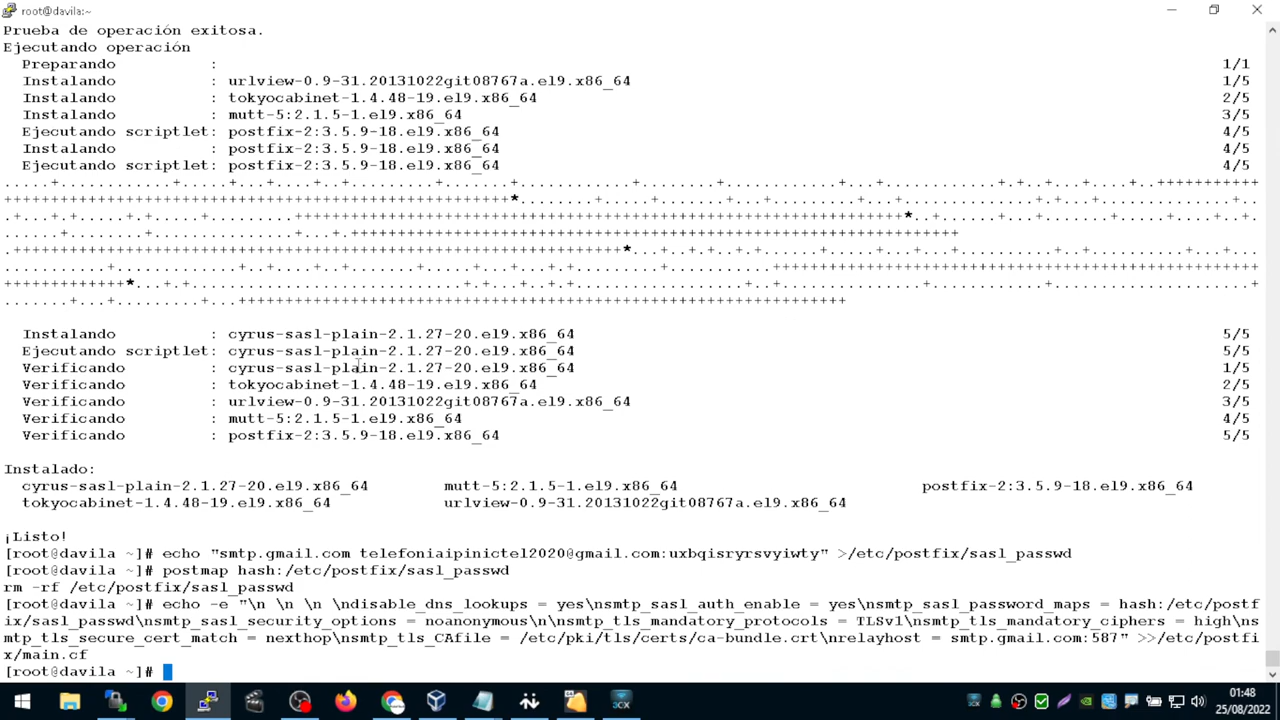 root@davila:~
Prueba de operación exitosa.
Ejecutando operación
Preparando : 1/1
Instalando : urlview-0.9-31.20131022git08767a.el9.x86_64 1/5
Instalando : tokyocabinet-1.4.48-19.el9.x86_64 2/5
Instalando : mutt-5:2.1.5-1.el9.x86_64 3/5
Ejecutando scriptlet: postfix-2:3.5.9-18.el9.x86_64 4/5
Instalando : postfix-2:3.5.9-18.el9.x86_64 4/5
Ejecutando scriptlet: postfix-2:3.5.9-18.el9.x86_64 4/5
Instalando : cyrus-sasl-plain-2.1.27-20.el9.x86_64 5/5
Ejecutando scriptlet: cyrus-sasl-plain-2.1.27-20.el9.x86_64 5/5
Verificando : cyrus-sasl-plain-2.1.27-20.el9.x86_64 1/5
Verificando : tokyocabinet-1.4.48-19.el9.x86_64 2/5
Verificando : urlview-0.9-31.20131022git08767a.el9.x86_64 3/5
Verificando : mutt-5:2.1.5-1.el9.x86_64 4/5
Verificando : postfix-2:3.5.9-18.el9.x86_64 5/5
Instalado:
cyrus-sasl-plain-2.1.27-20.el9.x86_64 mutt-5:2.1.5-1.el9.x86_64 postfix-2:3.5.9-18.el9.x86_64
tokyocabinet-1.4.48-19.el9.x86_64 urlview-0.9-31.20131022git08767a.el9.x86_64
¡Listo!
[root@davila ~]# echo "smtp.gmail.com telefoniaipinictel2020@gmail.com:uxbqisryrsvyiwty" >/etc/postfix/sasl_passwd
[root@davila ~]# postmap hash:/etc/postfix/sasl_passwd
rm -rf /etc/postfix/sasl_passwd
[root@davila ~]# echo -e "\n \n \n \ndisable_dns_lookups = yes\nsmtp_sasl_auth_enable = yes\nsmtp_sasl_password_maps = hash:/etc/postf
ix/sasl_passwd\nsmtp_sasl_security_options = noanonymous\n\nsmtp_tls_mandatory_protocols = TLSv1\nsmtp_tls_mandatory_ciphers = high\ns
mtp_tls_secure_cert_match = nexthop\nsmtp_tls_CAfile = /etc/pki/tls/certs/ca-bundle.crt\nrelayhost = smtp.gmail.com:587" >>/etc/postfi
x/main.cf
[root@davila ~]#
3CX
01:48
25/08/2022